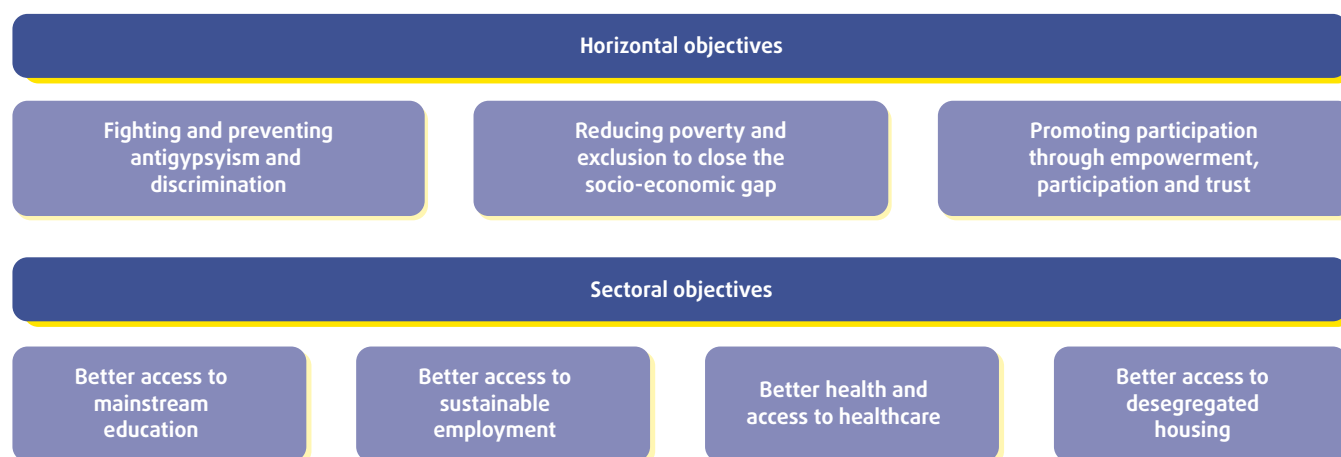 Horizontal objectives
Fighting and preventing
antigypsyism and
discrimination
Reducing poverty and
exclusion to close the
socio-economic gap
Promoting participation
through empowerment,
participation and trust
Sectoral objectives
Better access to
mainstream
education
Better access to
sustainable
employment
Better health and
access to healthcare
Better access to
desegregated
housing